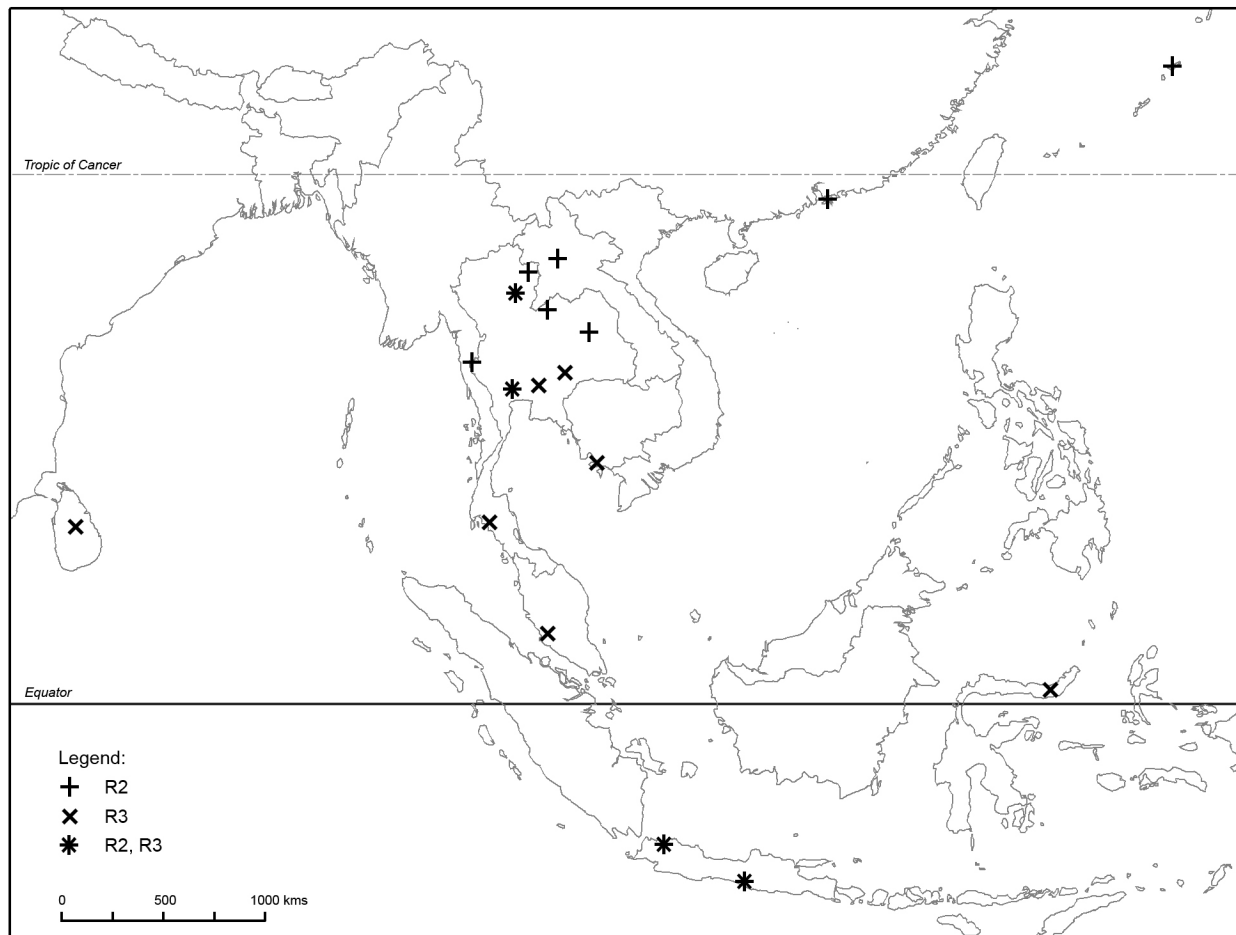 Tropic of Cancer
Equator
Legend:
R2
R3
R2, R3
0 500 1000 kms